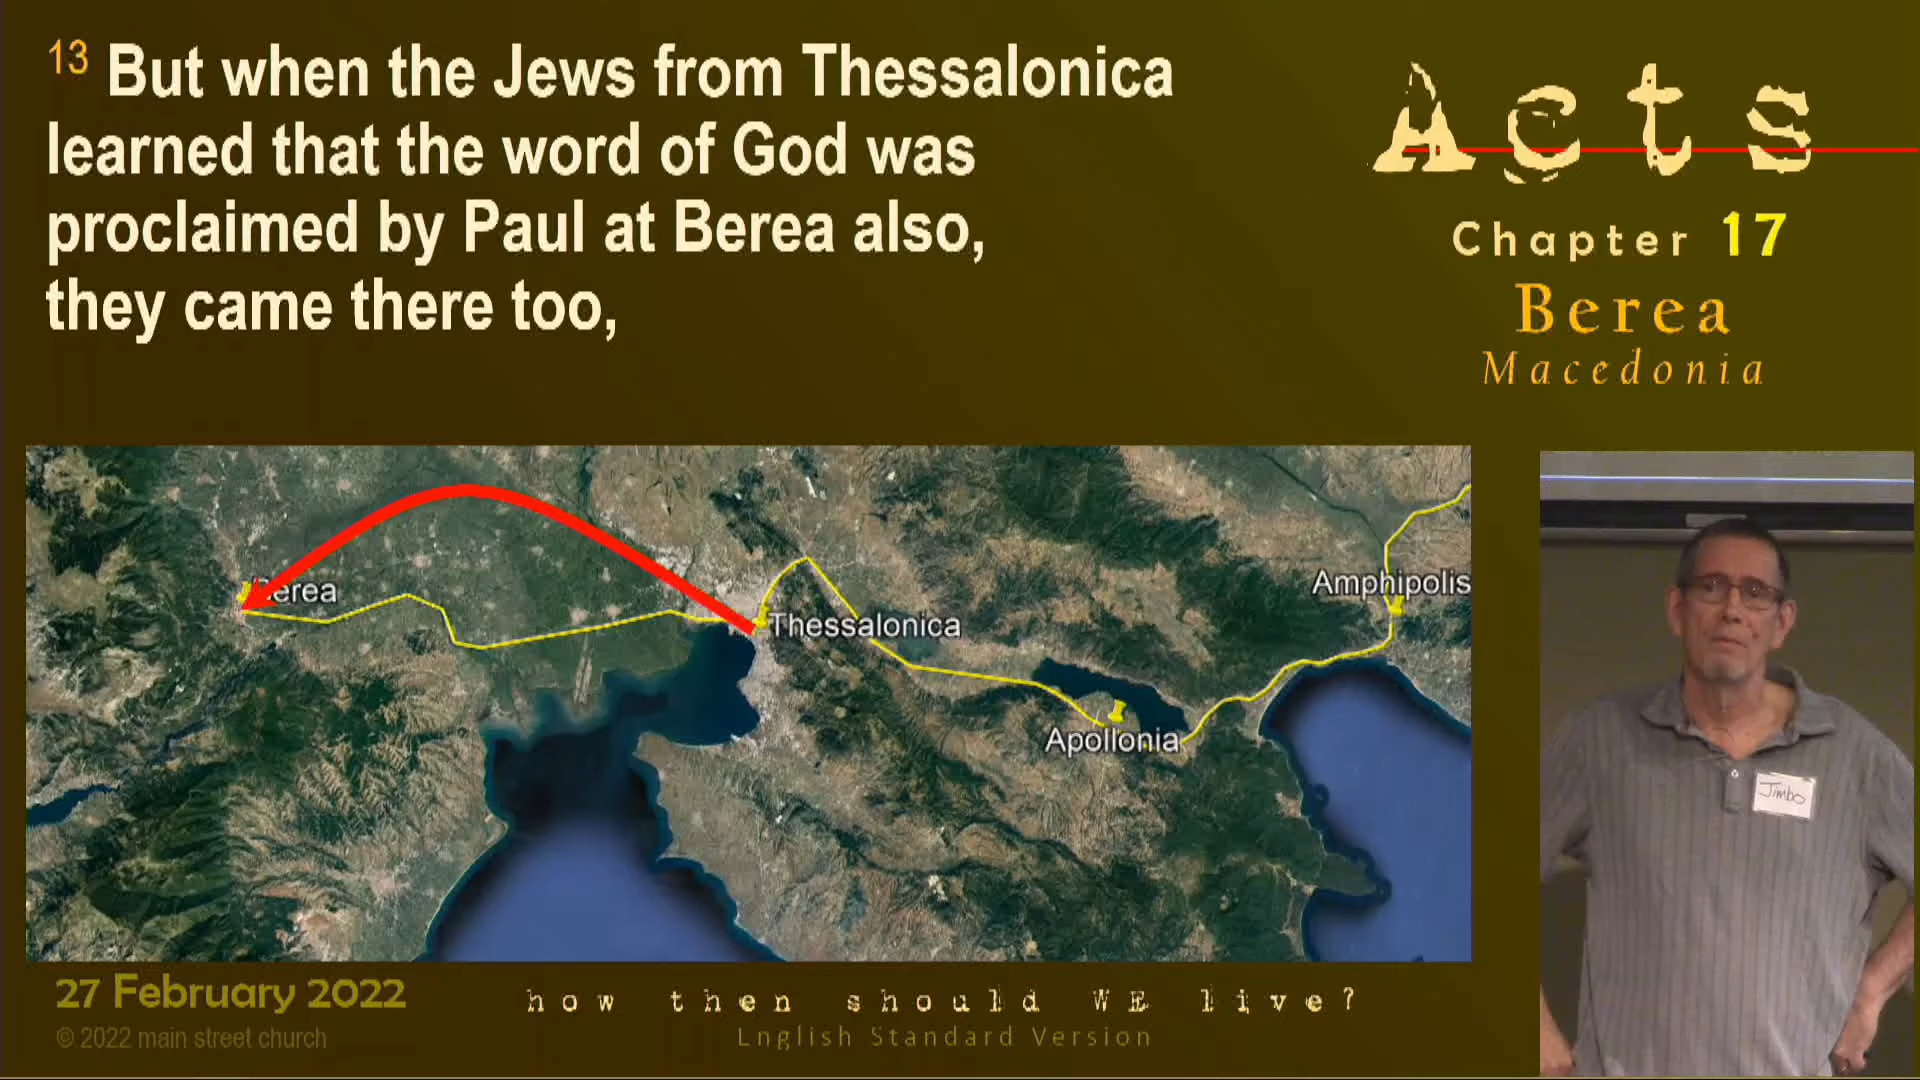 13 But when the Jews from Thessalonica
learned that the word of God was
proclaimed by Paul at Berea also,
they came there too,
Acts
Chapter 17
Berea
Macedonia
Berea
Thessalonica
Apollonia
Amphipolis
Jimbo
27 February 2022
© 2022 main street church
how then should WE live?
English Standard Version